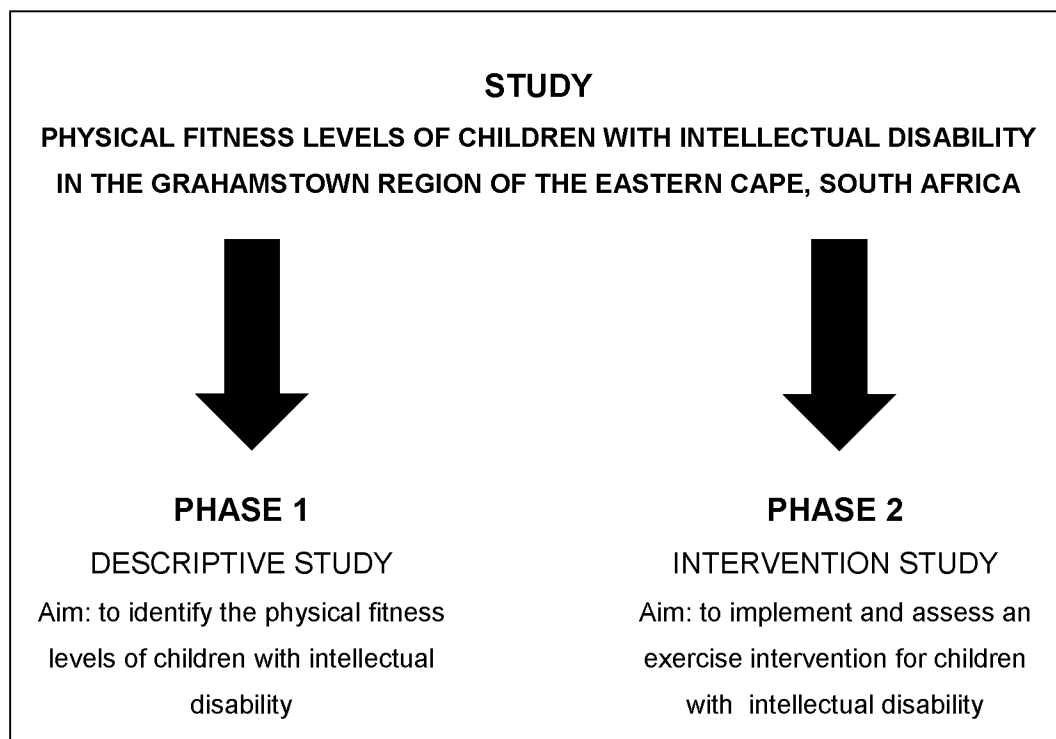 STUDY
PHYSICAL FITNESS LEVELS OF CHILDREN WITH INTELLECTUAL DISABILITY
IN THE GRAHAMSTOWN REGION OF THE EASTERN CAPE, SOUTH AFRICA
PHASE 1
DESCRIPTIVE STUDY
Aim: to identify the physical fitness
levels of children with intellectual
disability
PHASE 2
INTERVENTION STUDY
Aim: to implement and assess an
exercise intervention for children
with intellectual disability